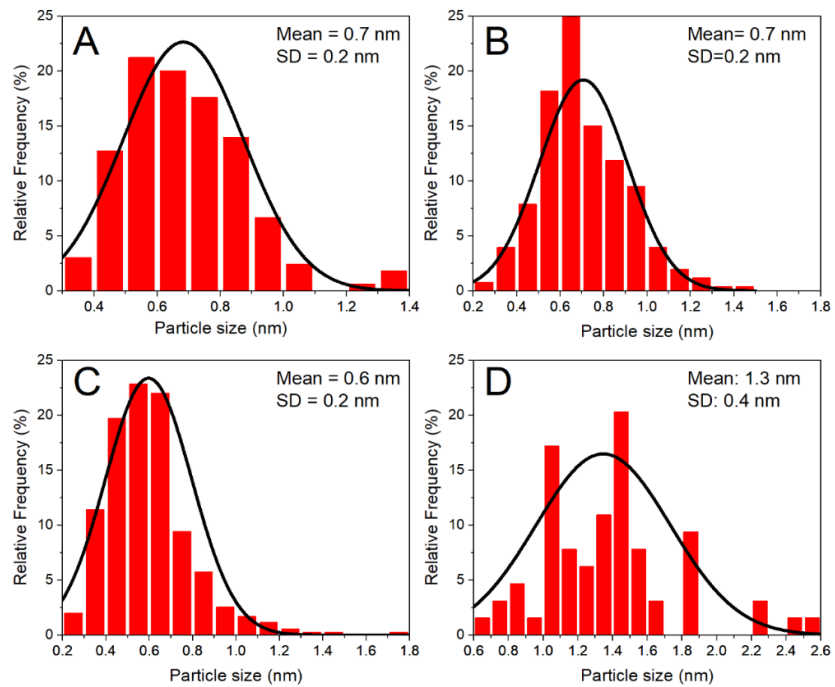 A
Mean = 0.7 nm
SD = 0.2 nm
Relative Frequency (%)
25
20
15
10
5
0
0.4 0.6 0.8 1.0 1.2 1.4
Particle size (nm)
B
Mean= 0.7 nm
SD=0.2 nm
Relative Frequency (%)
25
20
15
10
5
0
0.2 0.4 0.6 0.8 1.0 1.2 1.4 1.6 1.8
Particle size (nm)
C
Mean = 0.6 nm
SD = 0.2 nm
Relative Frequency (%)
25
20
15
10
5
0
0.2 0.4 0.6 0.8 1.0 1.2 1.4 1.6 1.8
Particle size (nm)
D
Mean: 1.3 nm
SD: 0.4 nm
Relative Frequency (%)
25
20
15
10
5
0
0.6 0.8 1.0 1.2 1.4 1.6 1.8 2.0 2.2 2.4 2.6
Particle size (nm)